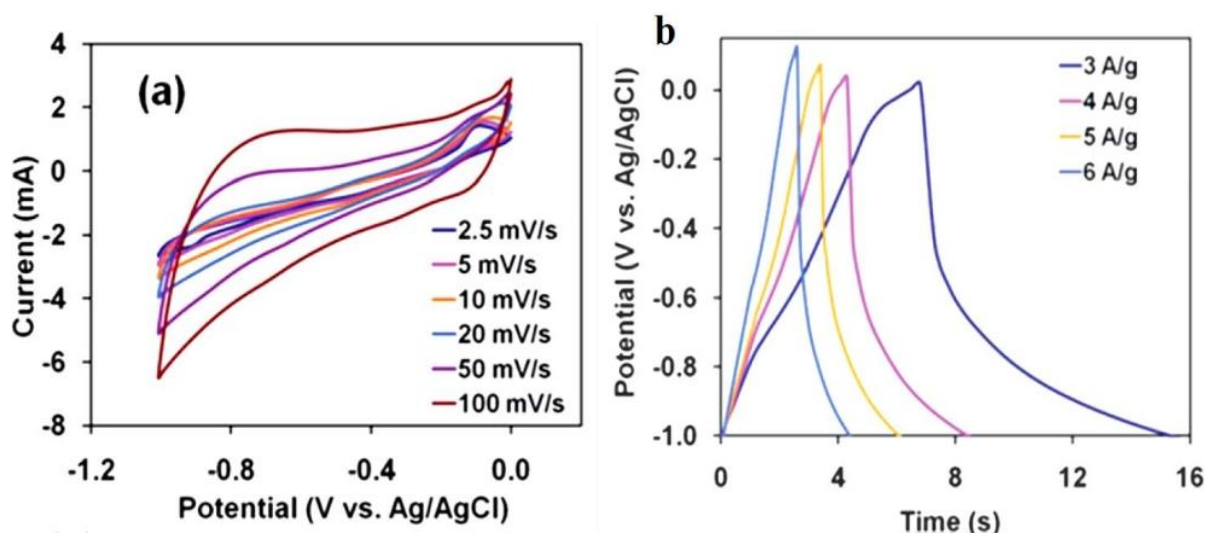 (a)
4
2
0
-2
-4
-6
-8
-1.2 -0.8 -0.4 0.0
Current (mA)
Potential (V vs. Ag/AgCl)
2.5 mV/s
5 mV/s
10 mV/s
20 mV/s
50 mV/s
100 mV/s
b
0.0
-0.2
-0.4
-0.6
-0.8
-1.0
0 4 8 12 16
Potential (V vs. Ag/AgCl)
Time (s)
3 A/g
4 A/g
5 A/g
6 A/g